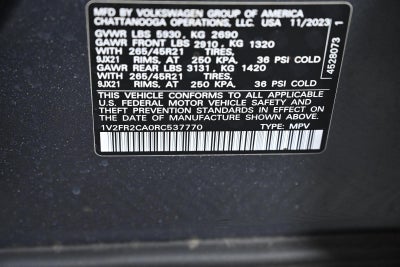 MFD. BY VOLKSWAGEN GROUP OF AMERICA
CHATTANOOGA OPERATIONS, LLC. USA 11/2023 1
GVWR LBS 5930, KG 2690
GAWR FRONT LBS 2910, KG 1320
WITH 265/45R21 TIRES,
9JX21 RIMS, AT 250 KPA, 36 PSI COLD
GAWR REAR LBS 3131, KG 1420
WITH 265/45R21 TIRES,
9JX21 RIMS, AT 250 KPA, 36 PSI COLD
THIS VEHICLE CONFORMS TO ALL APPLICABLE
U.S. FEDERAL MOTOR VEHICLE SAFETY AND
THEFT PREVENTION STANDARDS IN EFFECT ON
THE DATE OF MANUFACTURE SHOWN ABOVE.
1V2FR2CA0RC537770 TYPE: MPV
4528073